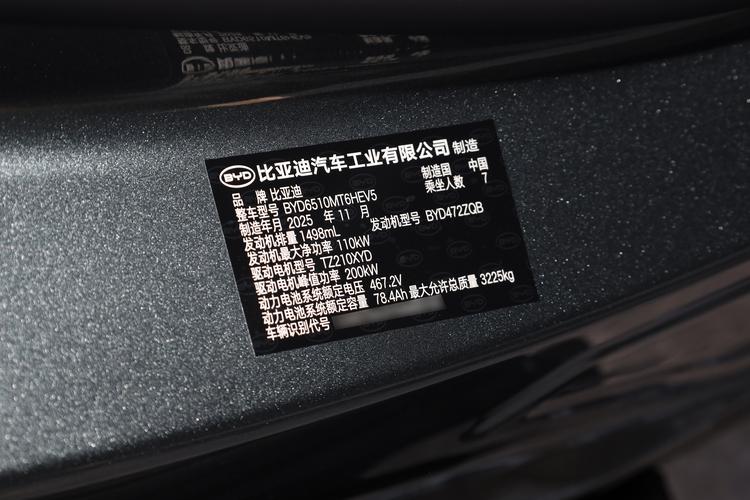 BYD 比亚迪汽车工业有限公司 制造
品 牌 比亚迪 制造国 中国
整车型号 BYD6510MT6HEV5 乘坐人数 7
制造年月 2025 年 11 月
发动机排量 1498mL 发动机型号 BYD472ZQB
发动机最大净功率 110kW
驱动电机型号 TZ210XYD
驱动电机峰值功率 200kW
动力电池系统额定电压 467.2V
动力电池系统额定容量 78.4Ah 最大允许总质量 3225kg
车辆识别代号